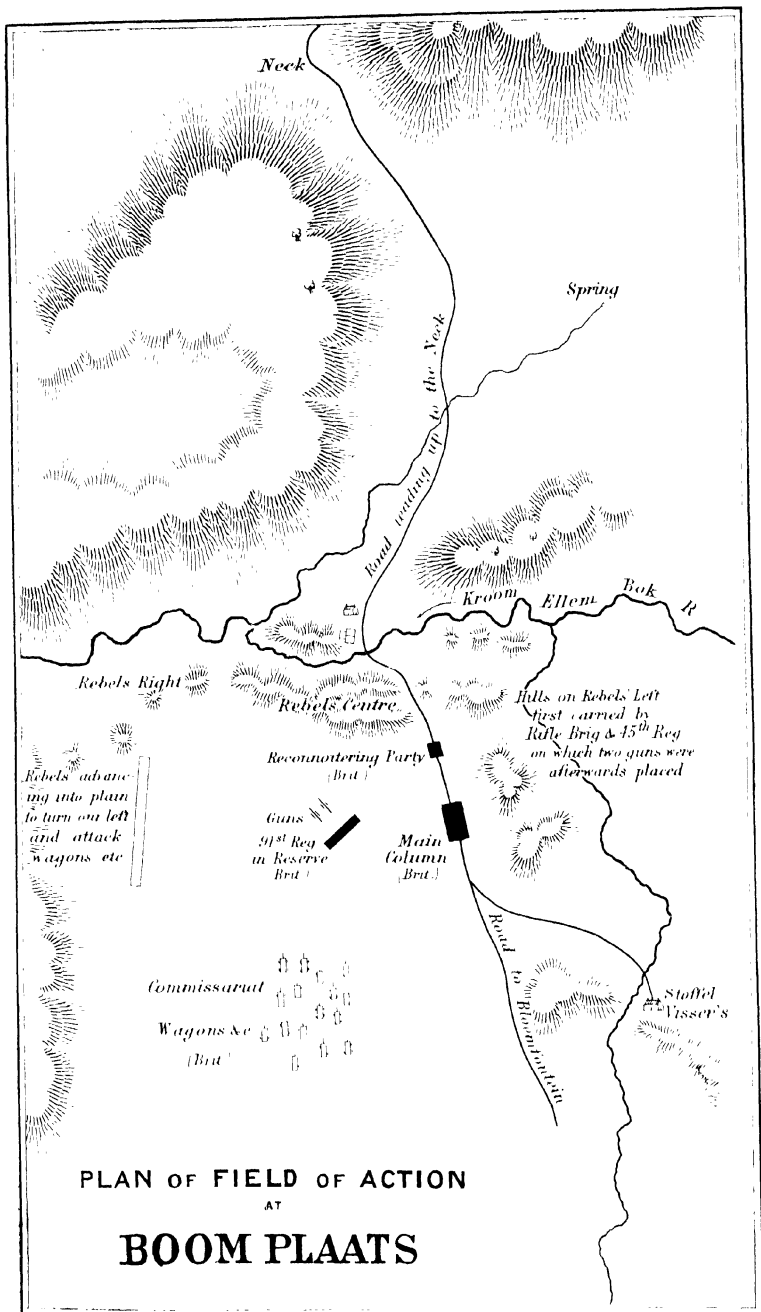 Neck
Spring
Road leading up to the Neck
Kroom Ellem Bok R
Rebels Right
Rebels Centre
Hills on Rebels' Left
first carried by
Rifle Brig & 45th Reg
on which two guns were
afterwards placed
Reconnoitering Party
(Brit.)
Rebels advanc-
ing into plain
to turn our left
and attack
Wagons etc
Guns
91st Reg
in Reserve
Brit.)
Main
Column
(Brit.)
Road to Bloomfontein
Commissariat
Wagons &c
(Brit.)
Stoffel
Visser's
PLAN OF FIELD OF ACTION
AT
BOOM PLAATS